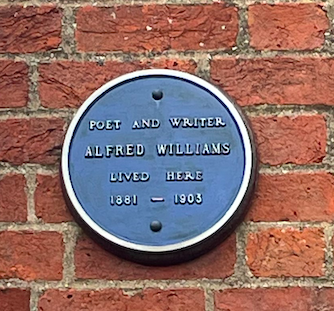 POET AND WRITER
ALFRED WILLIAMS
LIVED HERE
1881 — 1903